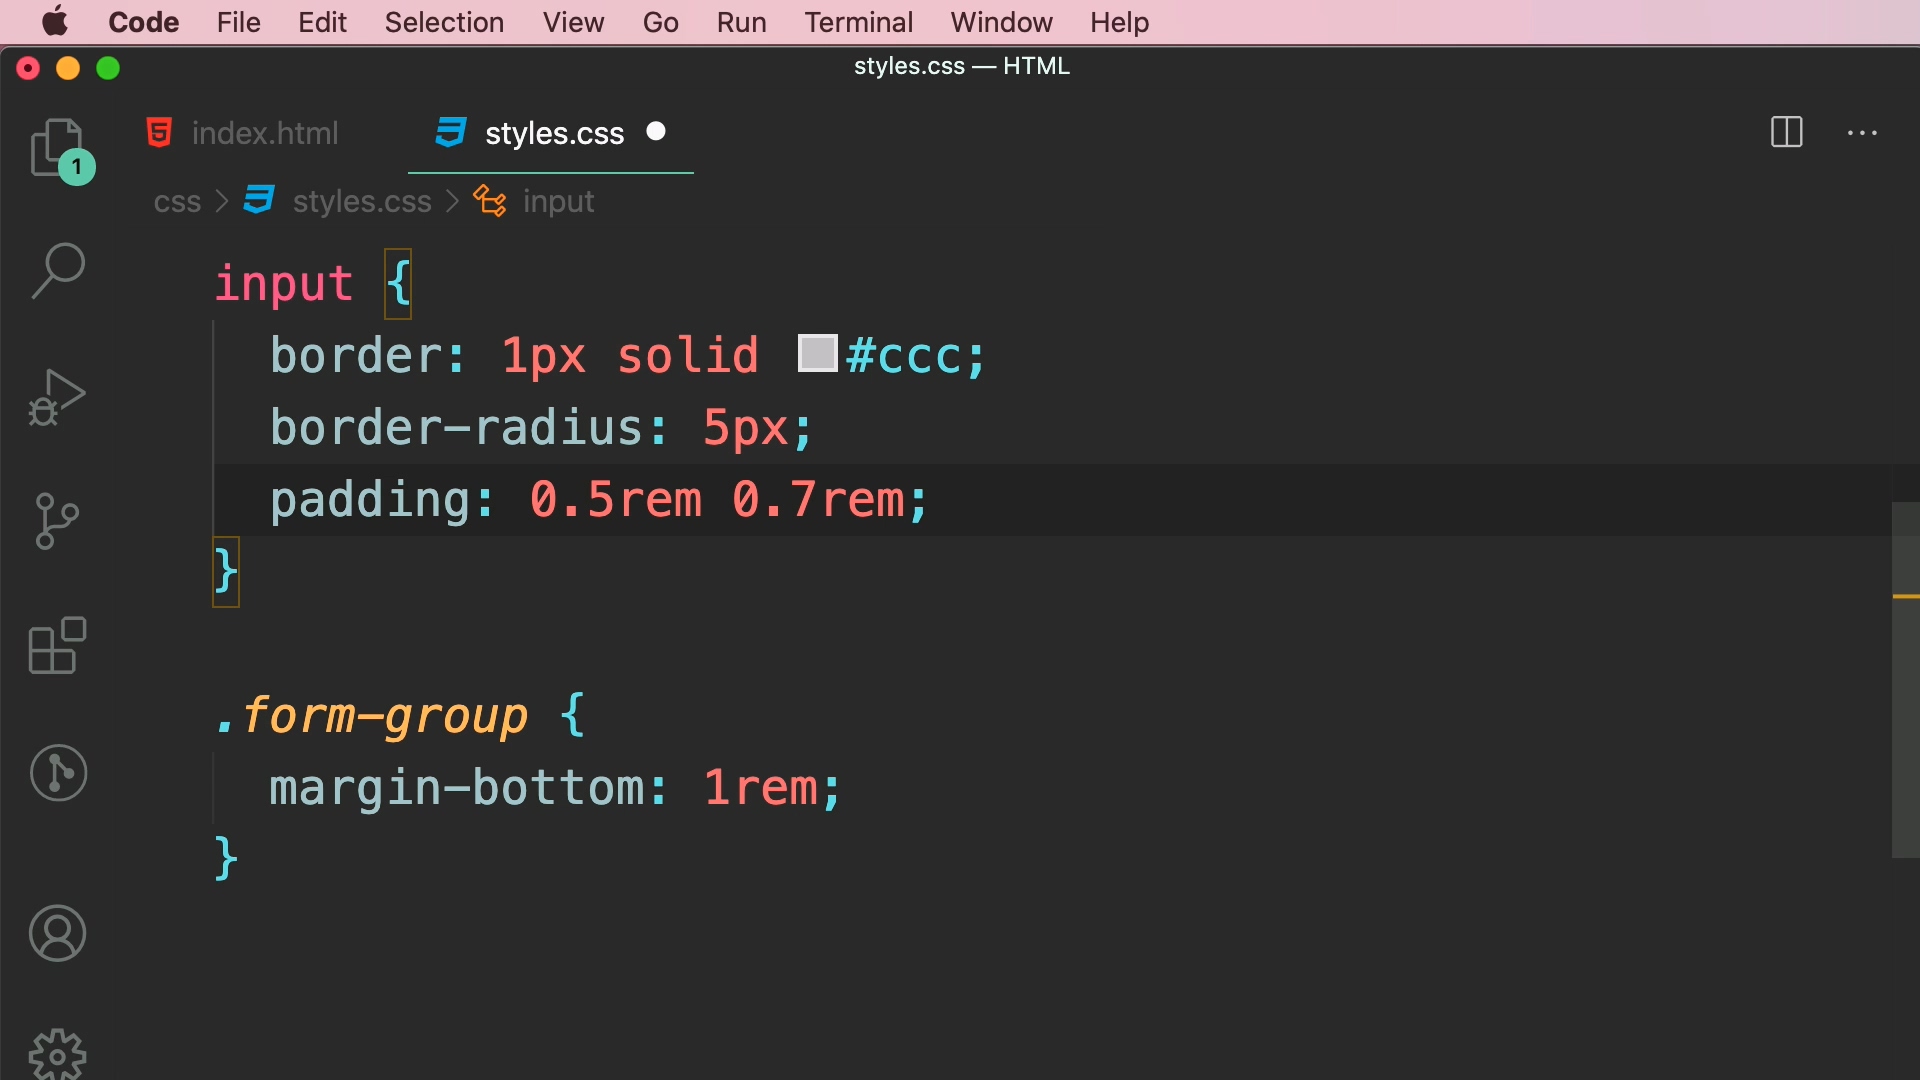 Code File Edit Selection View Go Run Terminal Window Help
styles.css — HTML
index.html styles.css
1
css > styles.css > input
input {
border: 1px solid #ccc;
border-radius: 5px;
padding: 0.5rem 0.7rem;
}
.form-group {
margin-bottom: 1rem;
}